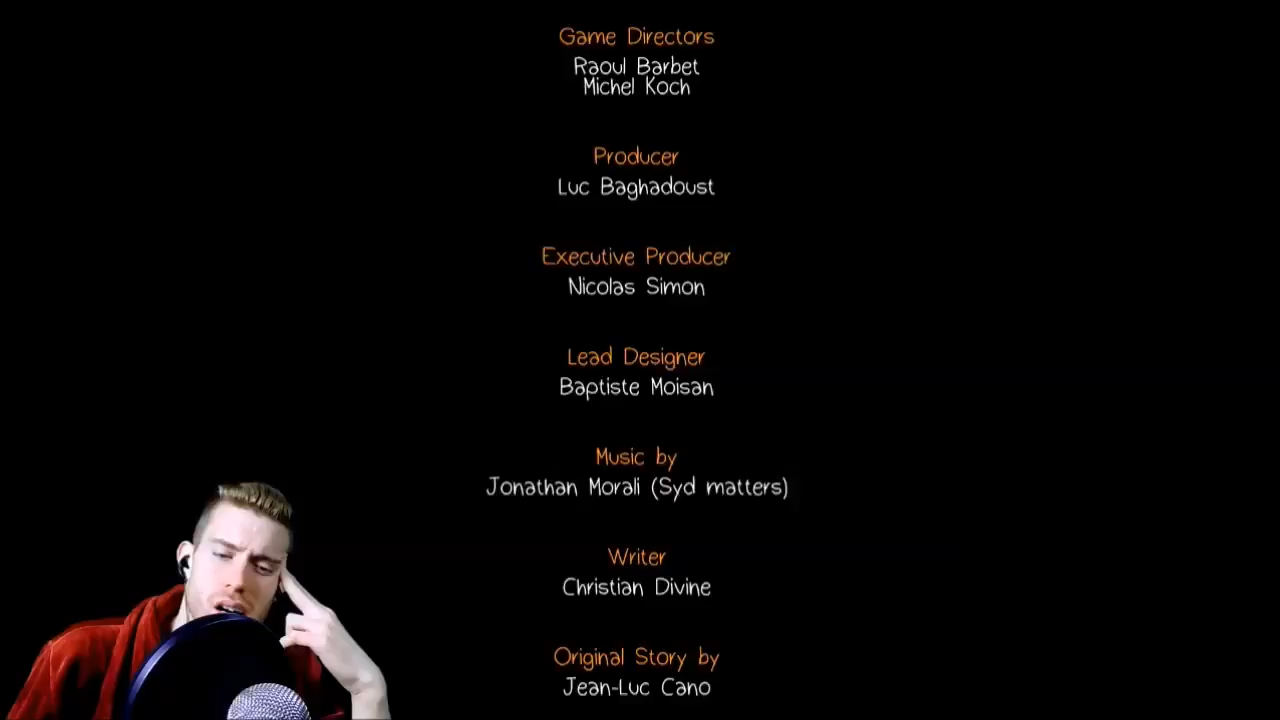 Game Directors
Raoul Barbet
Michel Koch
Producer
Luc Baghadoust
Executive Producer
Nicolas Simon
Lead Designer
Baptiste Moisan
Music by
Jonathan Morali (Syd matters)
Writer
Christian Divine
Original Story by
Jean-Luc Cano